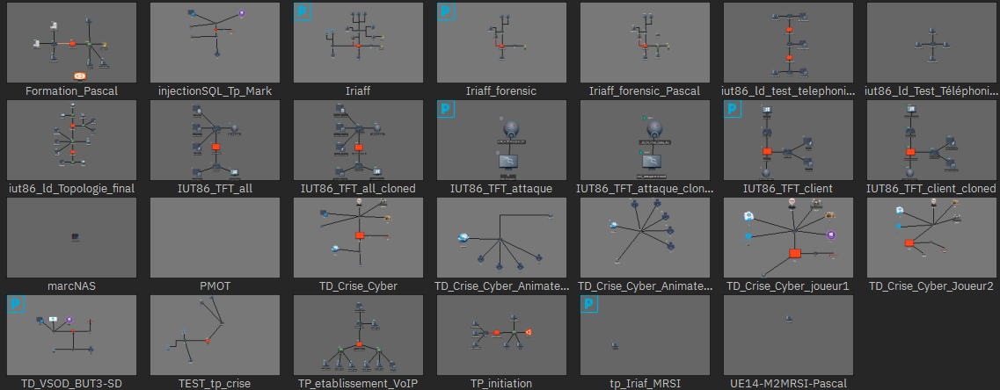 P
P
Formation_Pascal
injectionSQL_Tp_Mark
Iriaff
Iriaff_forensic
Iriaff_forensic_Pascal
iut86_ld_test_telephoni...
iut86_ld_Test_Téléphoni...
P
P
iut86_ld_Topologie_final
IUT86_TFT_all
IUT86_TFT_all_cloned
IUT86_TFT_attaque
IUT86_TFT_attaque_clon...
IUT86_TFT_client
IUT86_TFT_client_cloned
marcNAS
PMOT
TD_Crise_Cyber
TD_Crise_Cyber_Animate...
TD_Crise_Cyber_Animate...
TD_Crise_Cyber_joueur1
TD_Crise_Cyber_Joueur2
P
P
TD_VSOD_BUT3-SD
TEST_tp_crise
TP_etablissement_VoIP
TP_initiation
tp_Iriaf_MRSI
UE14-M2MRSI-Pascal